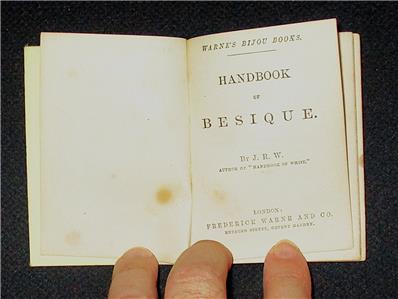 WARNE'S BIJOU BOOKS.
HANDBOOK
OF
BESIQUE.
BY J. R. W.
AUTHOR OF "HANDBOOK OF WHIST."
LONDON:
FREDERICK WARNE AND CO.
BEDFORD STREET, COVENT GARDEN.